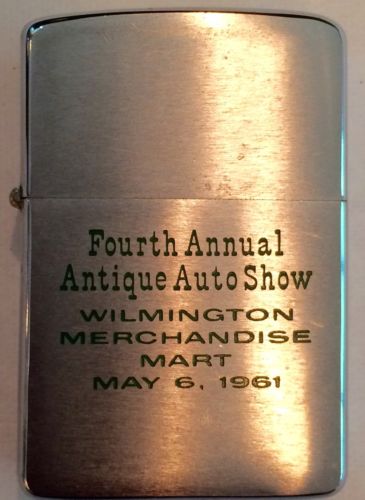 Fourth Annual
Antique Auto Show
WILMINGTON
MERCHANDISE
MART
MAY 6, 1961